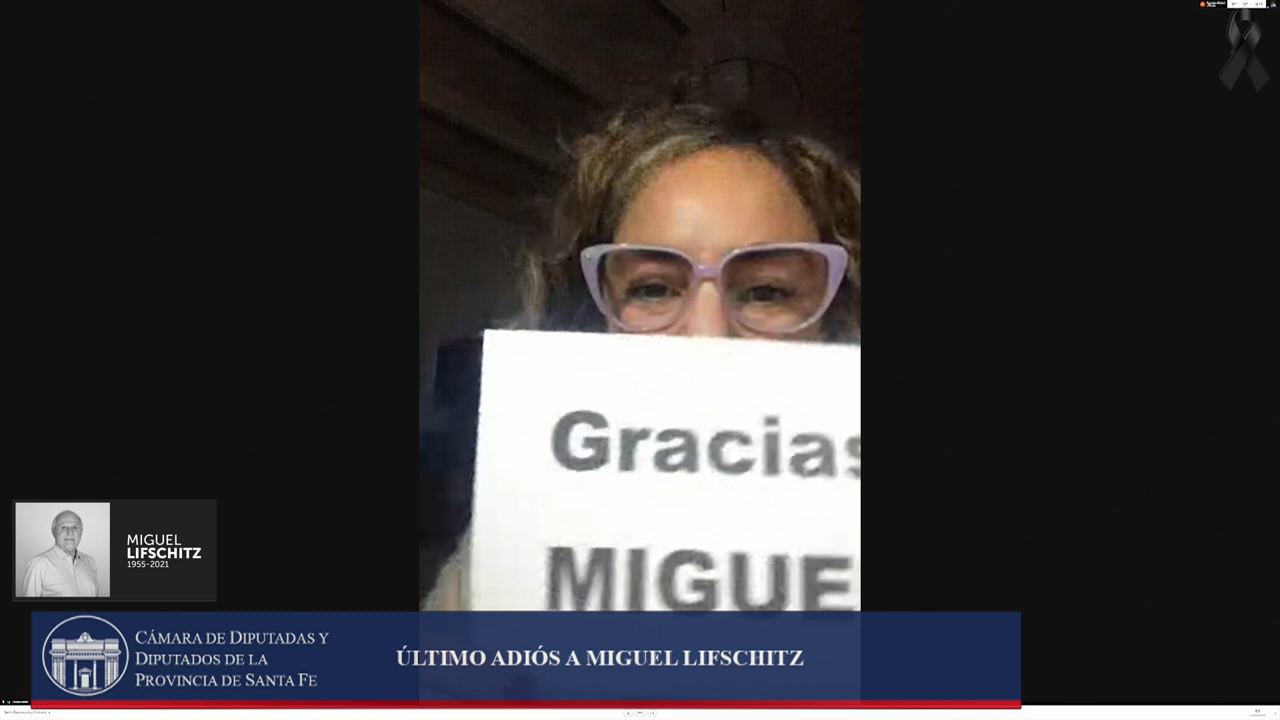 Gracias
MIGUE
MIGUEL
LIFSCHITZ
1955-2021
CÁMARA DE DIPUTADAS Y
DIPUTADOS DE LA
PROVINCIA DE SANTA FE
ÚLTIMO ADIÓS A MIGUEL LIFSCHITZ